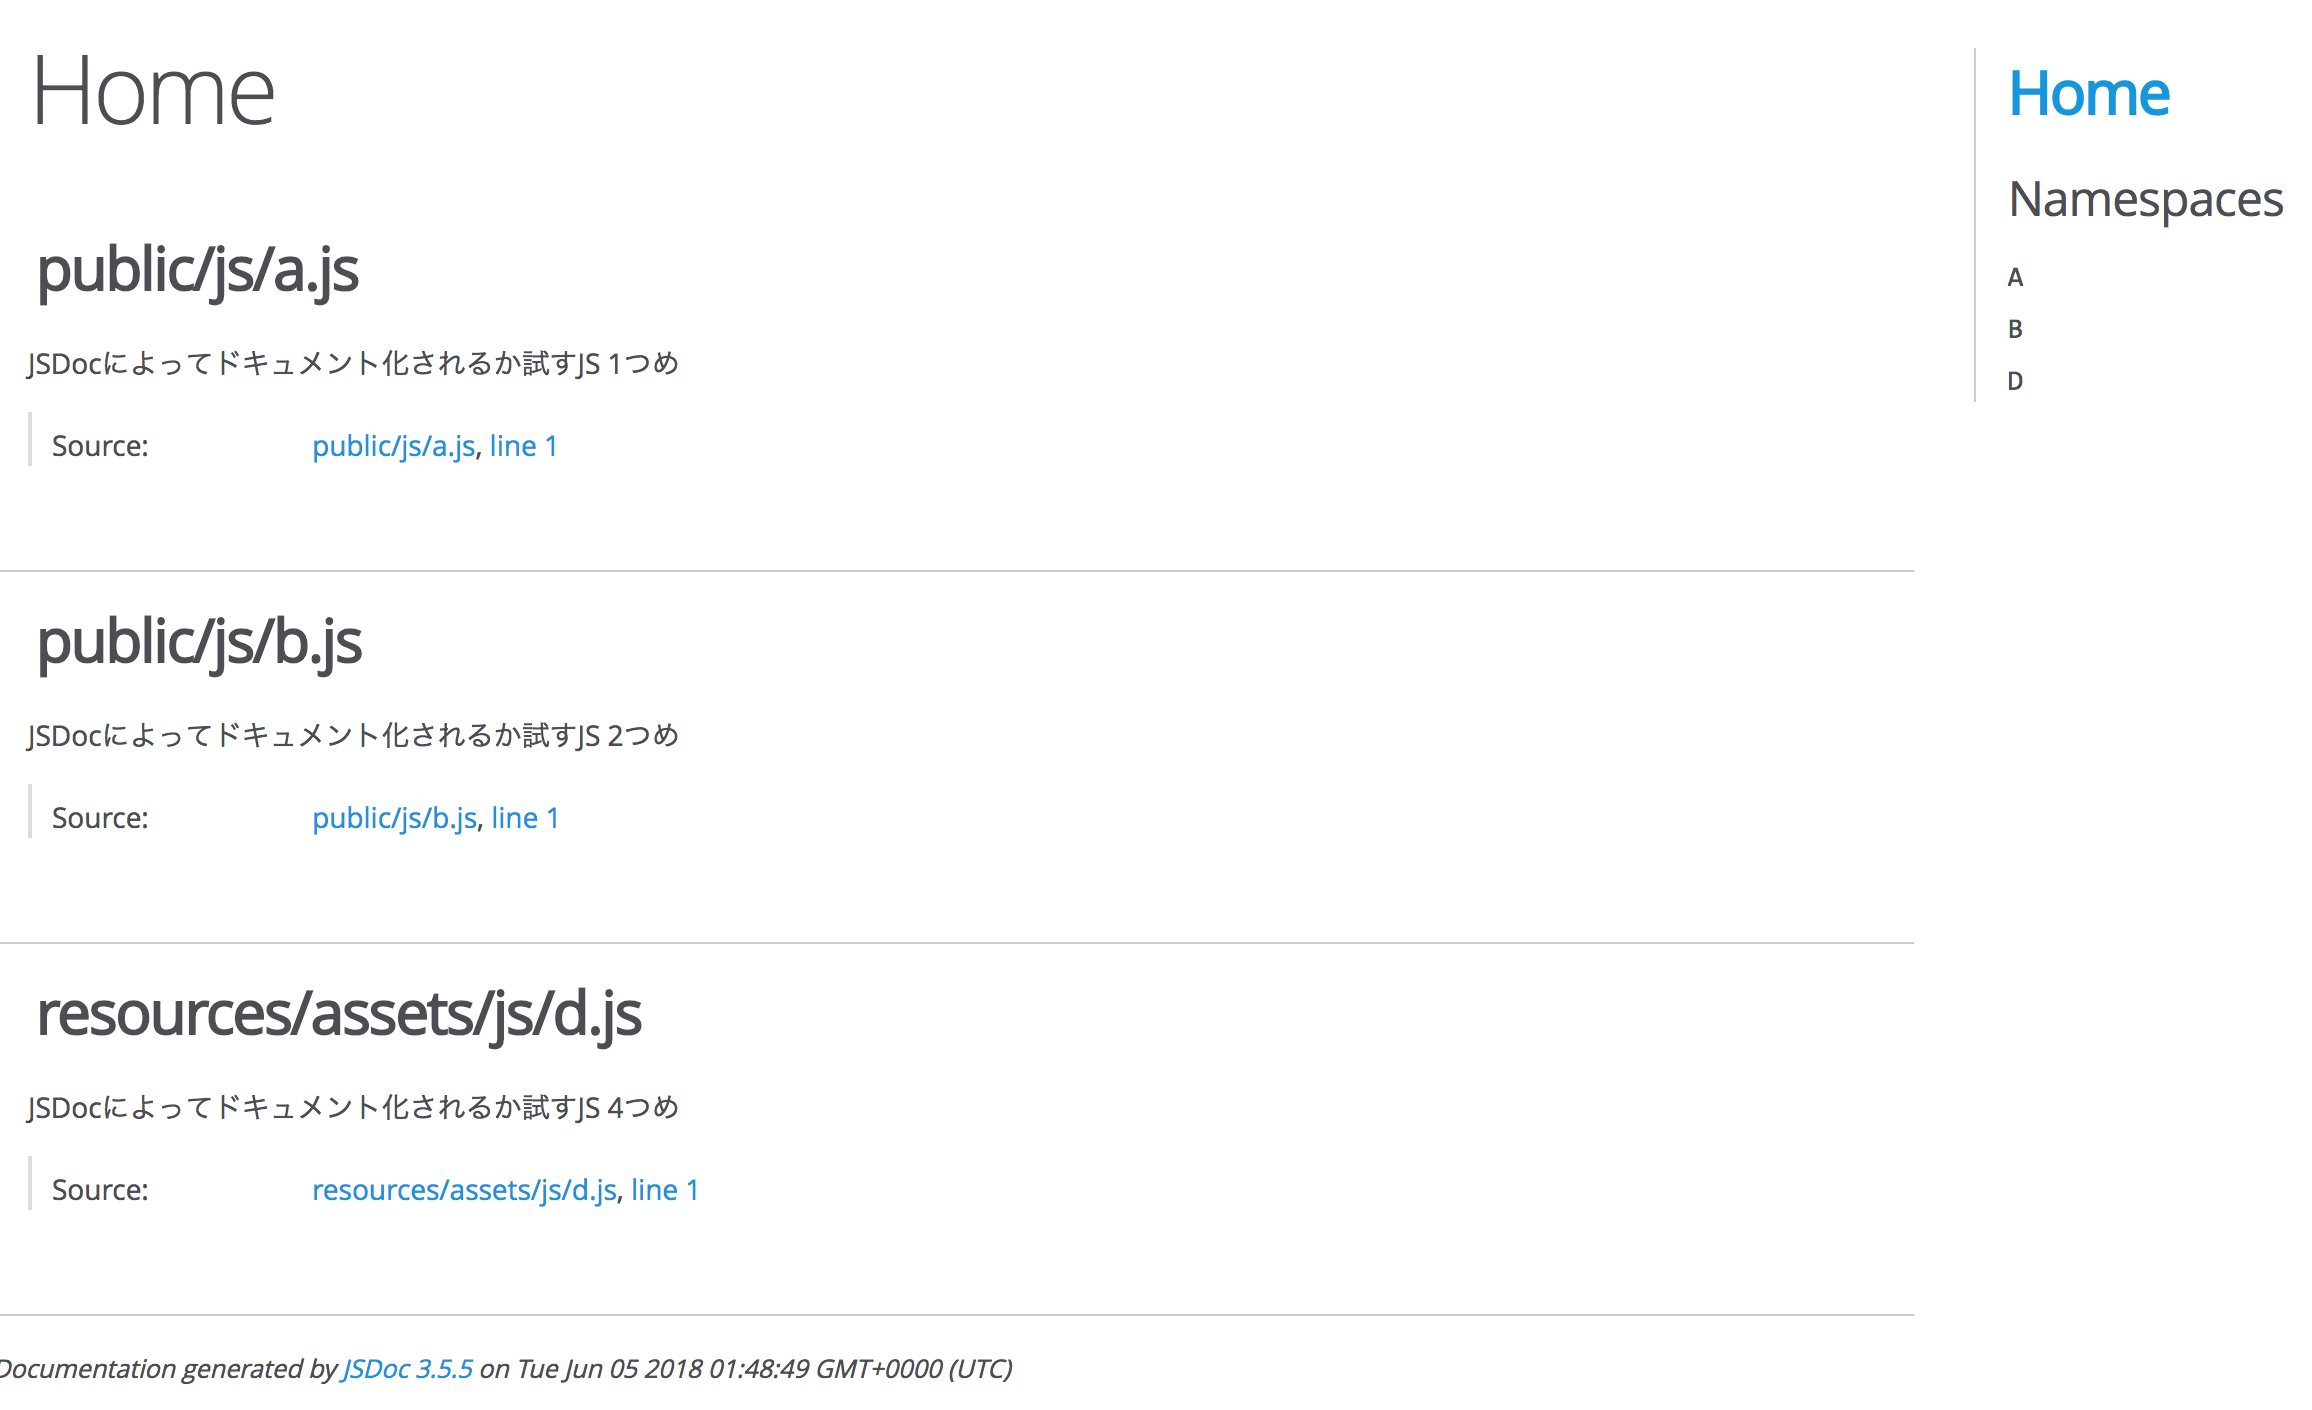 Home
public/js/a.js
JSDocによってドキュメント化されるか試すJS 1つめ
Source: public/js/a.js, line 1
public/js/b.js
JSDocによってドキュメント化されるか試すJS 2つめ
Source: public/js/b.js, line 1
resources/assets/js/d.js
JSDocによってドキュメント化されるか試すJS 4つめ
Source: resources/assets/js/d.js, line 1
Documentation generated by JSDoc 3.5.5 on Tue Jun 05 2018 01:48:49 GMT+0000 (UTC)
Home
Namespaces
A
B
D